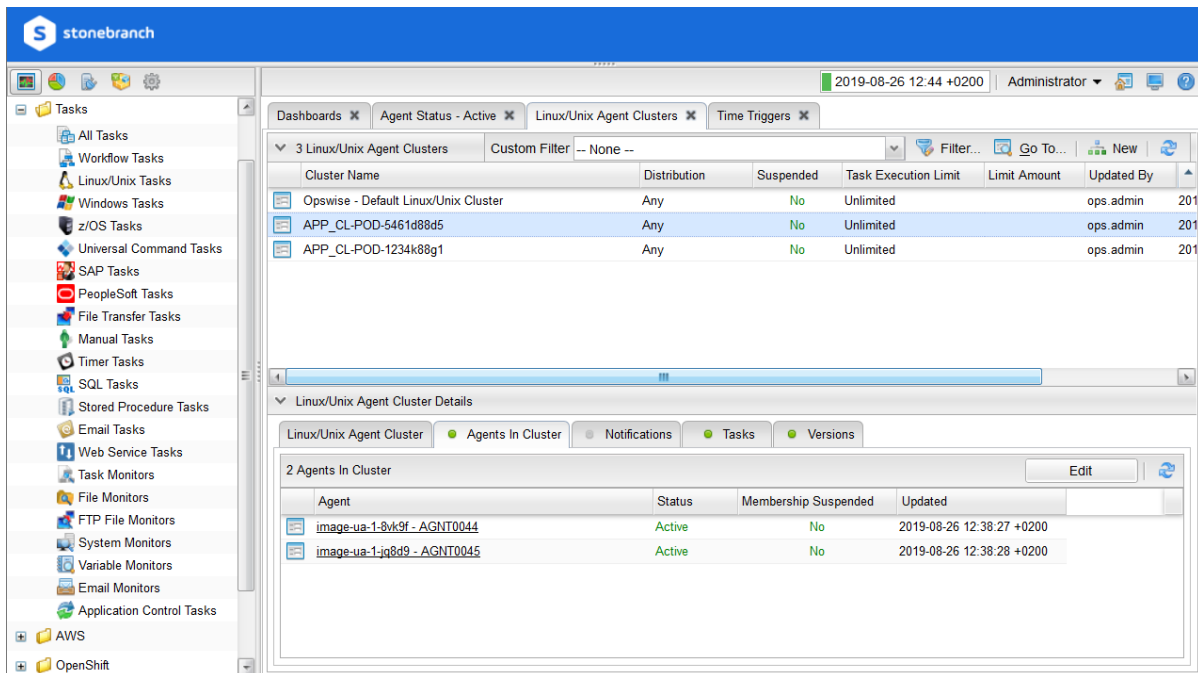 S stonebranch
2019-08-26 12:44 +0200 Administrator
Tasks
All Tasks
Workflow Tasks
Linux/Unix Tasks
Windows Tasks
z/OS Tasks
Universal Command Tasks
SAP Tasks
PeopleSoft Tasks
File Transfer Tasks
Manual Tasks
Timer Tasks
SQL Tasks
Stored Procedure Tasks
Email Tasks
Web Service Tasks
Task Monitors
File Monitors
FTP File Monitors
System Monitors
Variable Monitors
Email Monitors
Application Control Tasks
AWS
OpenShift
Dashboards Agent Status - Active Linux/Unix Agent Clusters Time Triggers
3 Linux/Unix Agent Clusters Custom Filter -- None -- Filter... Go To... New
Cluster Name Distribution Suspended Task Execution Limit Limit Amount Updated By
Opswise - Default Linux/Unix Cluster Any No Unlimited ops.admin 201
APP_CL-POD-5461d88d5 Any No Unlimited ops.admin 201
APP_CL-POD-1234k88g1 Any No Unlimited ops.admin 201
Linux/Unix Agent Cluster Details
Linux/Unix Agent Cluster Agents In Cluster Notifications Tasks Versions
2 Agents In Cluster Edit
Agent Status Membership Suspended Updated
image-ua-1-8vk9f - AGNT0044 Active No 2019-08-26 12:38:27 +0200
image-ua-1-jq8d9 - AGNT0045 Active No 2019-08-26 12:38:28 +0200